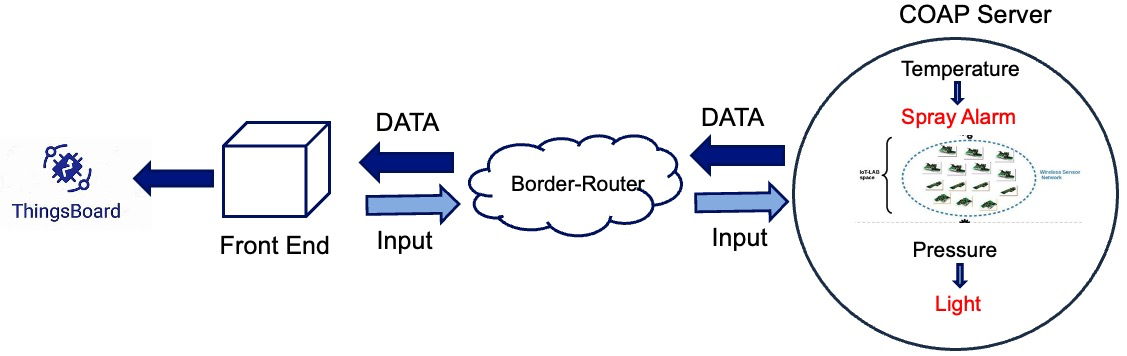 COAP Server
Temperature
Spray Alarm
IoT-LAB
space
Wireless Sensor
Network
Pressure
Light
DATA
Input
Border-Router
DATA
Input
Front End
ThingsBoard